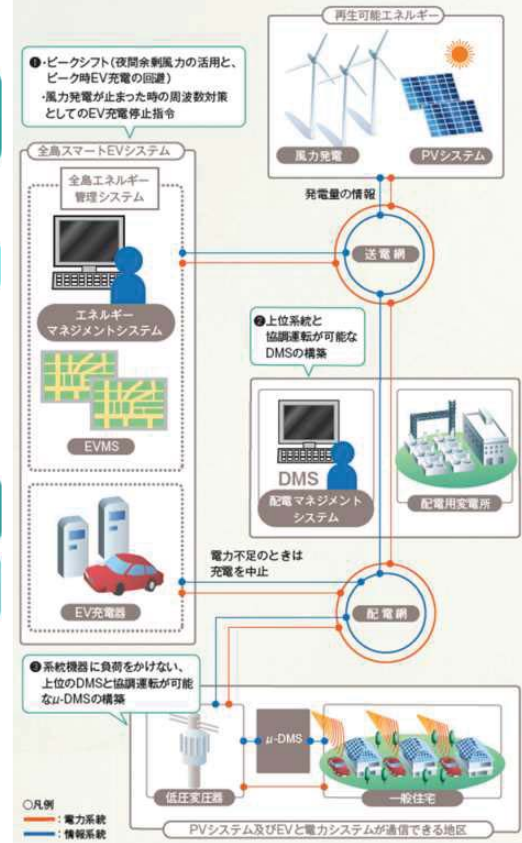 再生可能エネルギー
❶・ピークシフト(夜間余剰風力の活用と、
ピーク時EV充電の回避)
・風力発電が止まった時の周波数対策
としてのEV充電停止指令
風力発電
PVシステム
全島スマートEVシステム
発電量の情報
全島エネルギー
管理システム
送電網
エネルギー
マネジメントシステム
❷上位系統と
協調運転が可能な
DMSの構築
EVMS
DMS
配電マネジメント
システム
配電用変電所
電力不足のときは
充電を中止
EV充電器
配電網
❸系統機器に負荷をかけない、
上位のDMSと協調運転が可能
なμ-DMSの構築
μ-DMS
低圧変圧器
一般住宅
○凡例
:電力系統
:情報系統
PVシステム及びEVと電力システムが通信できる地区